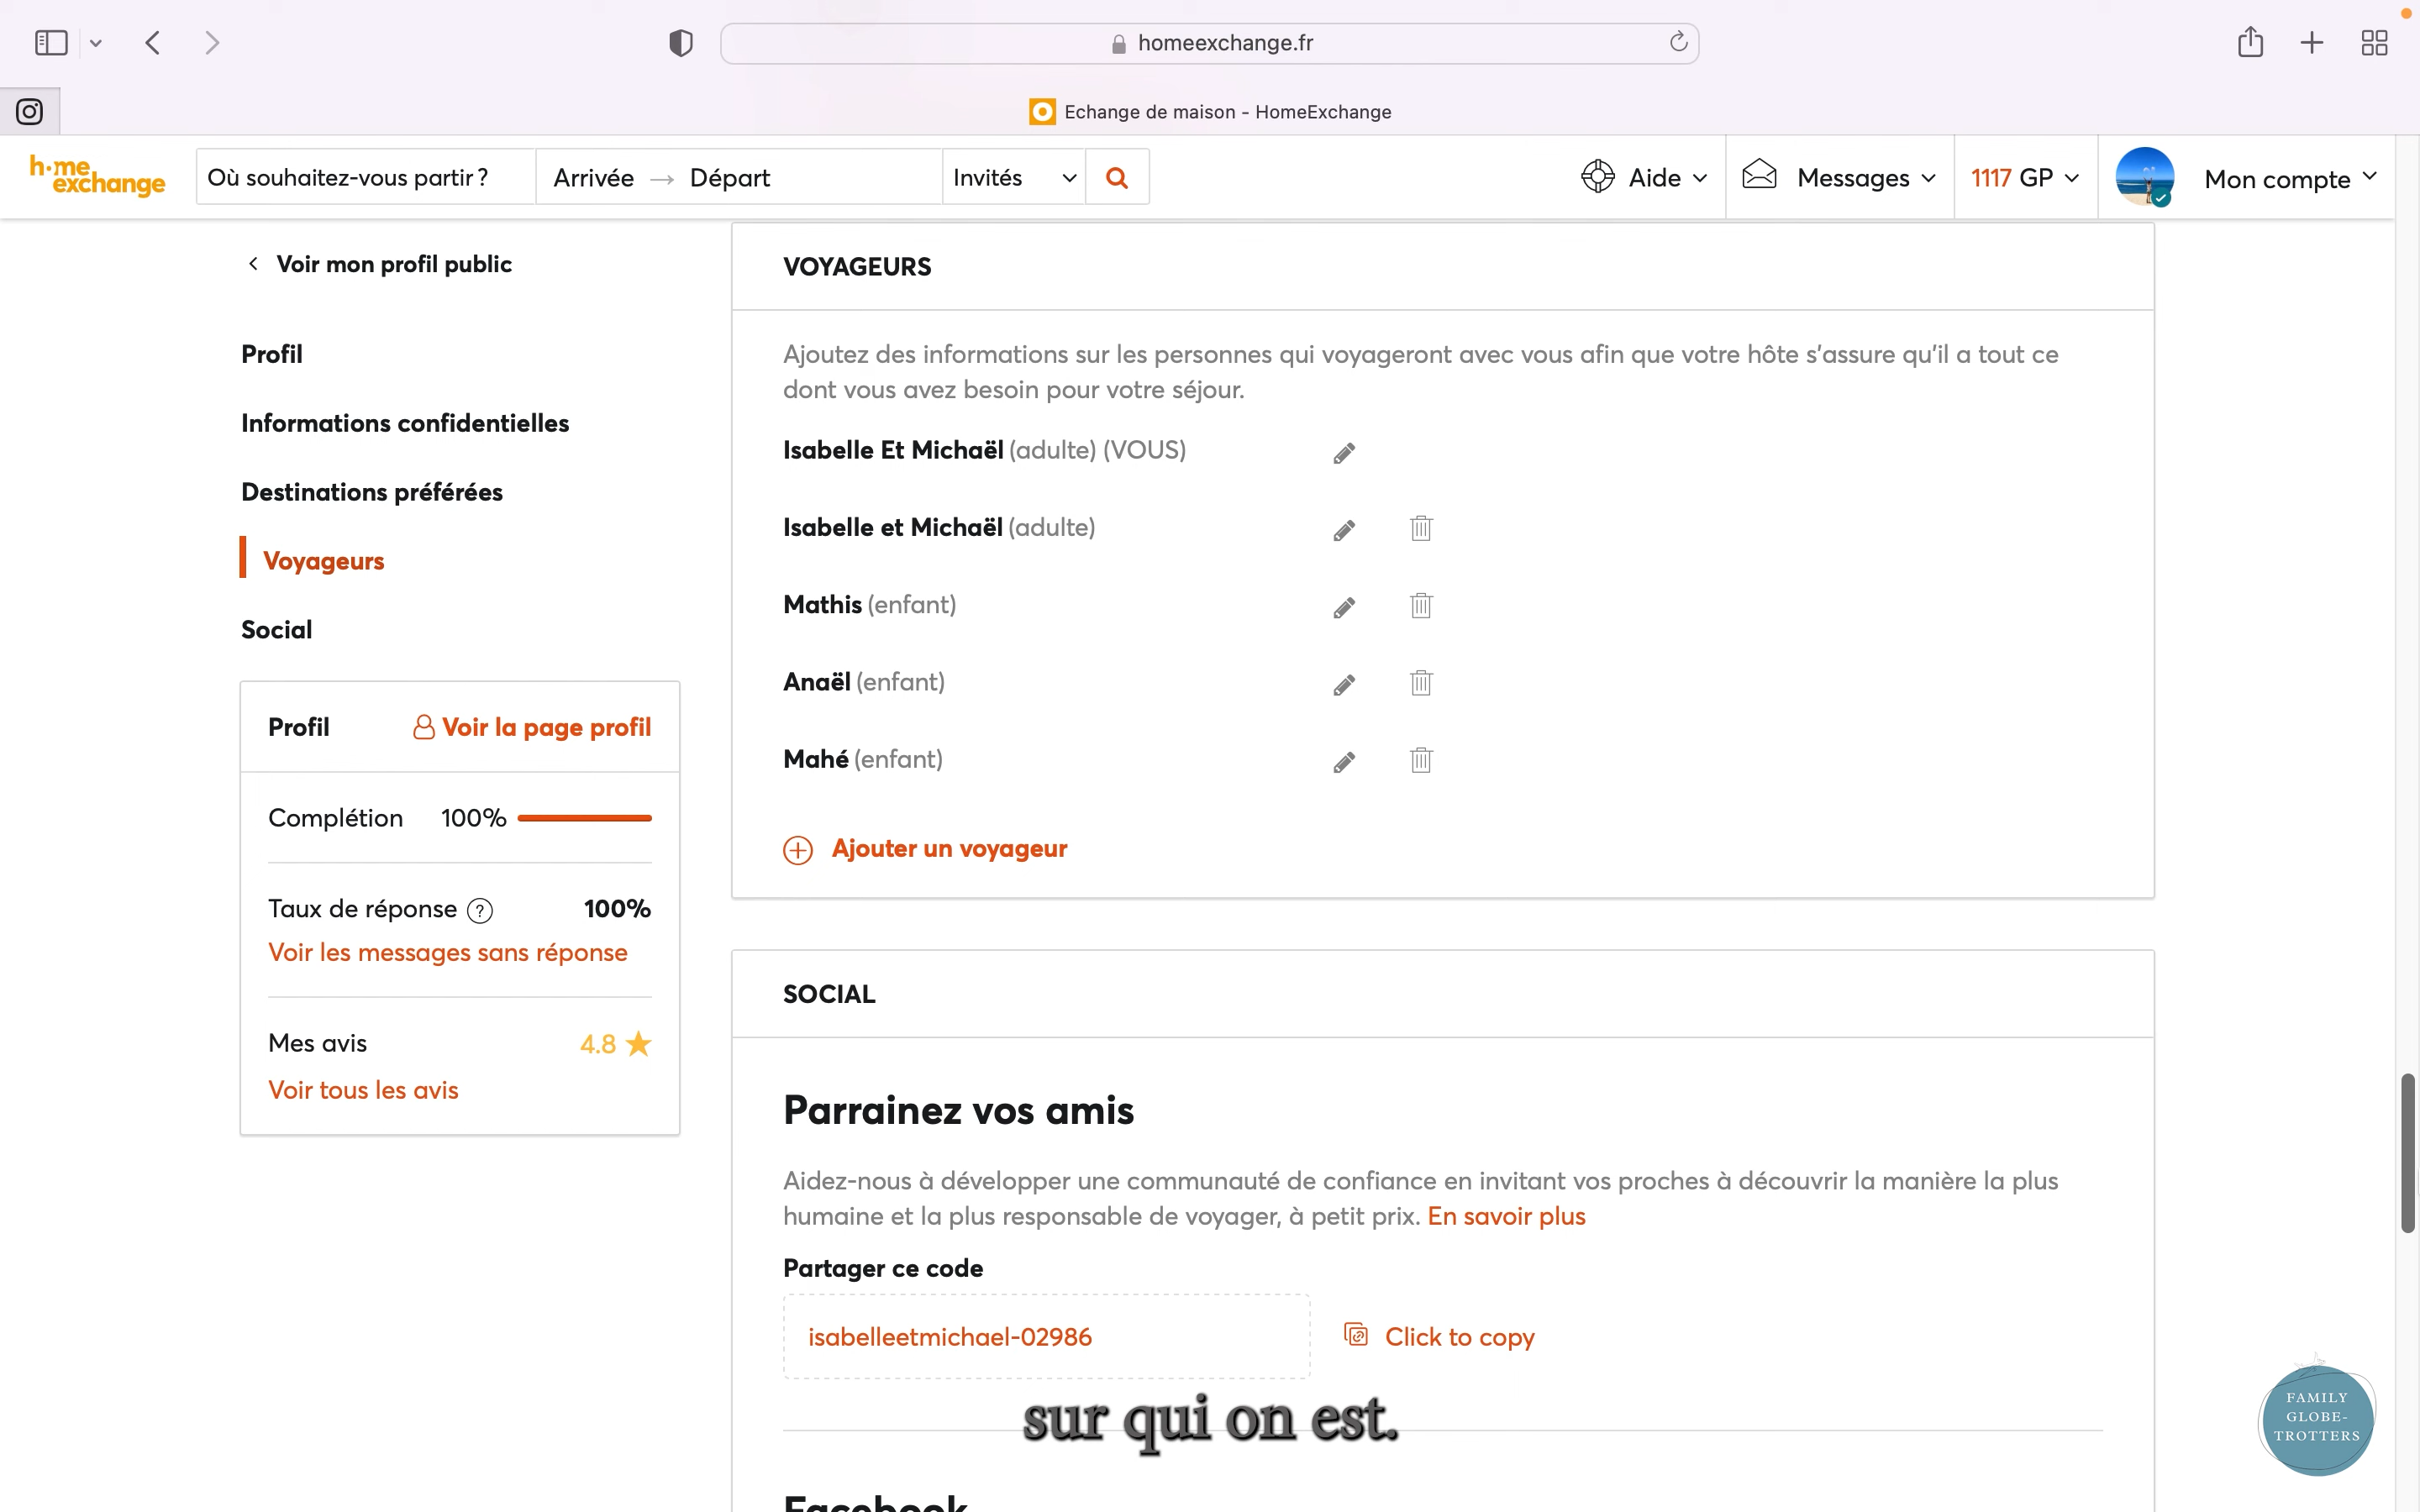 homeexchange.fr
Echange de maison - HomeExchange
h·me
exchange
Où souhaitez-vous partir ?
Arrivée → Départ
Invités
Aide
Messages
1117 GP
Mon compte
Voir mon profil public
Profil
Informations confidentielles
Destinations préférées
Voyageurs
Social
Profil
Voir la page profil
Complétion 100%
Taux de réponse ? 100%
Voir les messages sans réponse
Mes avis 4.8
Voir tous les avis
VOYAGEURS
Ajoutez des informations sur les personnes qui voyageront avec vous afin que votre hôte s'assure qu'il a tout ce
dont vous avez besoin pour votre séjour.
Isabelle Et Michaël (adulte) (VOUS)
Isabelle et Michaël (adulte)
Mathis (enfant)
Anaël (enfant)
Mahé (enfant)
Ajouter un voyageur
SOCIAL
Parrainez vos amis
Aidez-nous à développer une communauté de confiance en invitant vos proches à découvrir la manière la plus
humaine et la plus responsable de voyager, à petit prix. En savoir plus
Partager ce code
isabelleetmichael-02986
Click to copy
sur qui on est.
Facebook
FAMILY
GLOBE-
TROTTERS